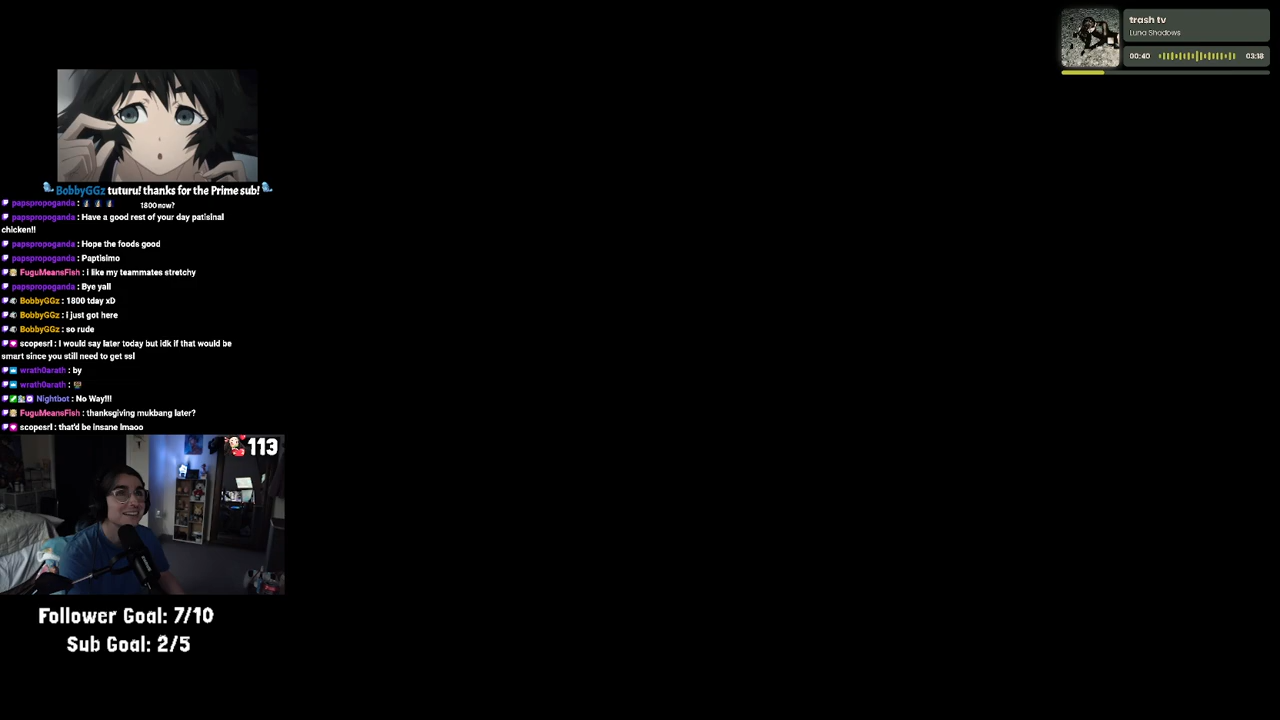 trash tv
Luna Shadows
00:40
03:18
BobbyGGz tuturu! thanks for the Prime sub!
papspropoganda :
1800 now?
papspropoganda : Have a good rest of your day patisinal
chicken!!
papspropoganda : Hope the foods good
papspropoganda : Paptisimo
FuguMeansFish : i like my teammates stretchy
papspropoganda : Bye yall
BobbyGGz : 1800 tday xD
BobbyGGz : i just got here
BobbyGGz : so rude
scopesrl : I would say later today but idk if that would be
smart since you still need to get ssl
wrath0arath : by
wrath0arath :
Nightbot : No Way!!!
FuguMeansFish : thanksgiving mukbang later?
scopesrl : that'd be insane lmaoo
113
Follower Goal: 7/10
Sub Goal: 2/5